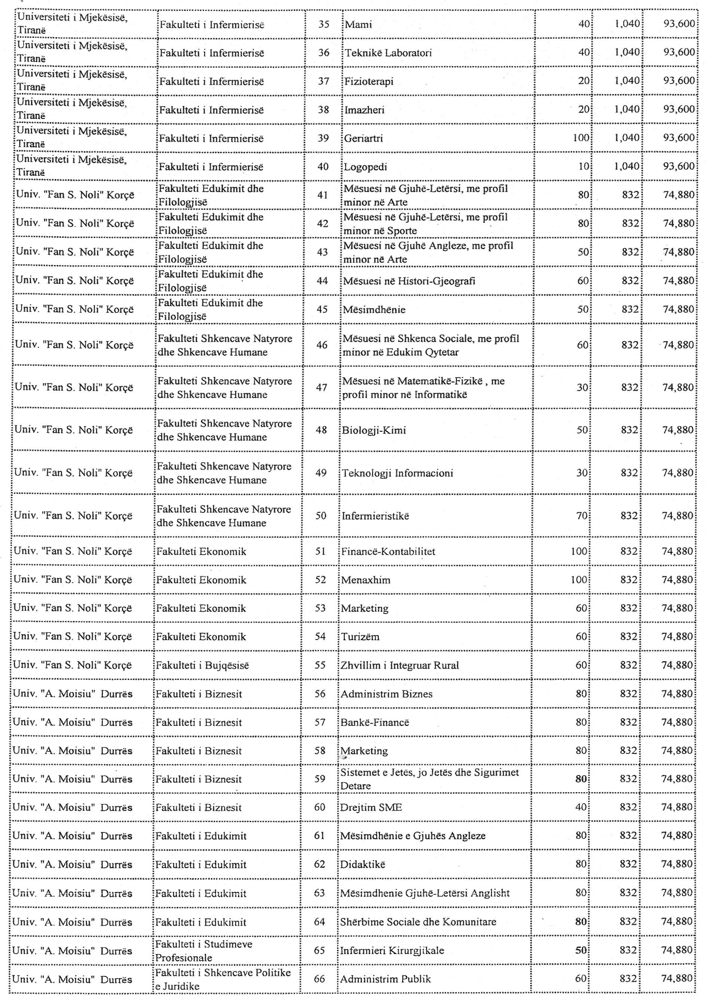 Universiteti i Mjekësisë,
Tiranë
Fakulteti i Infermierisë 35 Mami 40 1,040 93,600
Universiteti i Mjekësisë,
Tiranë
Fakulteti i Infermierisë 36 Teknikë Laboratori 40 1,040 93,600
Universiteti i Mjekësisë,
Tiranë
Fakulteti i Infermierisë 37 Fizioterapi 20 1,040 93,600
Universiteti i Mjekësisë,
Tiranë
Fakulteti i Infermierisë 38 Imazheri 20 1,040 93,600
Universiteti i Mjekësisë,
Tiranë
Fakulteti i Infermierisë 39 Geriartri 100 1,040 93,600
Universiteti i Mjekësisë,
Tiranë
Fakulteti i Infermierisë 40 Logopedi 10 1,040 93,600
Univ. "Fan S. Noli" Korçë
Fakulteti Edukimit dhe
Filologjisë
41
Mësuesi në Gjuhë-Letërsi, me profil
minor në Arte
80 832 74,880
Univ. "Fan S. Noli" Korçë
Fakulteti Edukimit dhe
Filologjisë
42
Mësuesi në Gjuhë-Letërsi, me profil
minor në Sporte
80 832 74,880
Univ. "Fan S. Noli" Korçë
Fakulteti Edukimit dhe
Filologjisë
43
Mësuesi në Gjuhë Angleze, me profil
minor në Arte
50 832 74,880
Univ. "Fan S. Noli" Korçë
Fakulteti Edukimit dhe
Filologjisë
44 Mësuesi në Histori-Gjeografi 60 832 74,880
Univ. "Fan S. Noli" Korçë
Fakulteti Edukimit dhe
Filologjisë
45 Mësimdhënie 50 832 74,880
Univ. "Fan S. Noli" Korçë
Fakulteti Shkencave Natyrore
dhe Shkencave Humane
46
Mësuesi në Shkenca Sociale, me profil
minor në Edukim Qytetar
60 832 74,880
Univ. "Fan S. Noli" Korçë
Fakulteti Shkencave Natyrore
dhe Shkencave Humane
47
Mësuesi në Matematikë-Fizikë , me
profil minor në Informatikë
30 832 74,880
Univ. "Fan S. Noli" Korçë
Fakulteti Shkencave Natyrore
dhe Shkencave Humane
48 Biologji-Kimi 50 832 74,880
Univ. "Fan S. Noli" Korçë
Fakulteti Shkencave Natyrore
dhe Shkencave Humane
49 Teknologji Informacioni 30 832 74,880
Univ. "Fan S. Noli" Korçë
Fakulteti Shkencave Natyrore
dhe Shkencave Humane
50 Infermieristikë 70 832 74,880
Univ. "Fan S. Noli" Korçë Fakulteti Ekonomik 51 Financë-Kontabilitet 100 832 74,880
Univ. "Fan S. Noli" Korçë Fakulteti Ekonomik 52 Menaxhim 100 832 74,880
Univ. "Fan S. Noli" Korçë Fakulteti Ekonomik 53 Marketing 60 832 74,880
Univ. "Fan S. Noli" Korçë Fakulteti Ekonomik 54 Turizëm 60 832 74,880
Univ. "Fan S. Noli" Korçë Fakulteti i Bujqësisë 55 Zhvillim i Integruar Rural 60 832 74,880
Univ. "A. Moisiu" Durrës Fakulteti i Biznesit 56 Administrim Biznes 80 832 74,880
Univ. "A. Moisiu" Durrës Fakulteti i Biznesit 57 Bankë-Financë 80 832 74,880
Univ. "A. Moisiu" Durrës Fakulteti i Biznesit 58 Marketing 80 832 74,880
Univ. "A. Moisiu" Durrës Fakulteti i Biznesit 59
Sistemet e Jetës, jo Jetës dhe Sigurimet
Detare
80 832 74,880
Univ. "A. Moisiu" Durrës Fakulteti i Biznesit 60 Drejtim SME 40 832 74,880
Univ. "A. Moisiu" Durrës Fakulteti i Edukimit 61 Mësimdhënie e Gjuhës Angleze 80 832 74,880
Univ. "A. Moisiu" Durrës Fakulteti i Edukimit 62 Didaktikë 80 832 74,880
Univ. "A. Moisiu" Durrës Fakulteti i Edukimit 63 Mësimdhenie Gjuhë-Letërsi Anglisht 80 832 74,880
Univ. "A. Moisiu" Durrës Fakulteti i Edukimit 64 Shërbime Sociale dhe Komunitare 80 832 74,880
Univ. "A. Moisiu" Durrës
Fakulteti i Studimeve
Profesionale
65 Infermieri Kirurgjikale 50 832 74,880
Univ. "A. Moisiu" Durrës
Fakulteti i Shkencave Politike
e Juridike
66 Administrim Publik 60 832 74,880